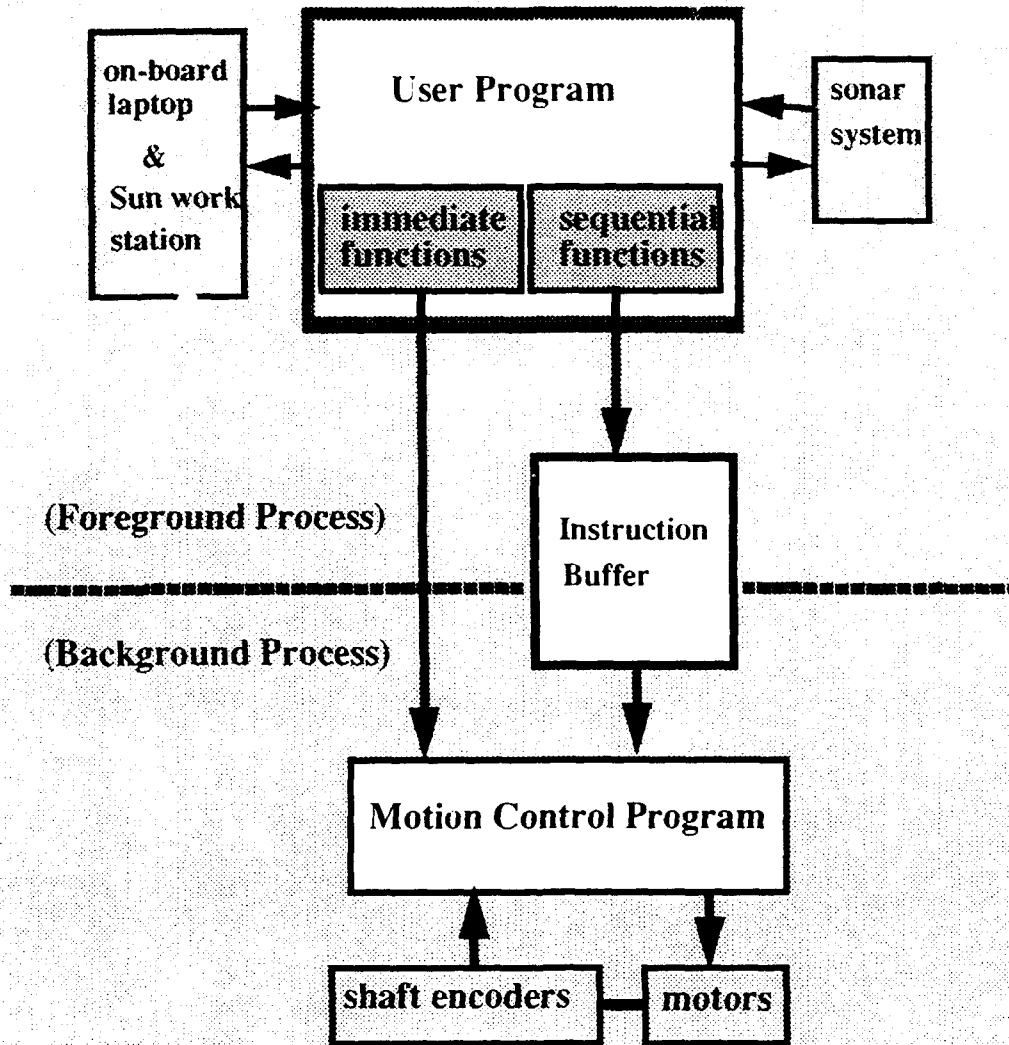 on-board
laptop
&
Sun work
station
User Program
sonar
system
immediate
functions
sequential
functions
(Foreground Process)
Instruction
Buffer
(Background Process)
Motion Control Program
shaft encoders
motors